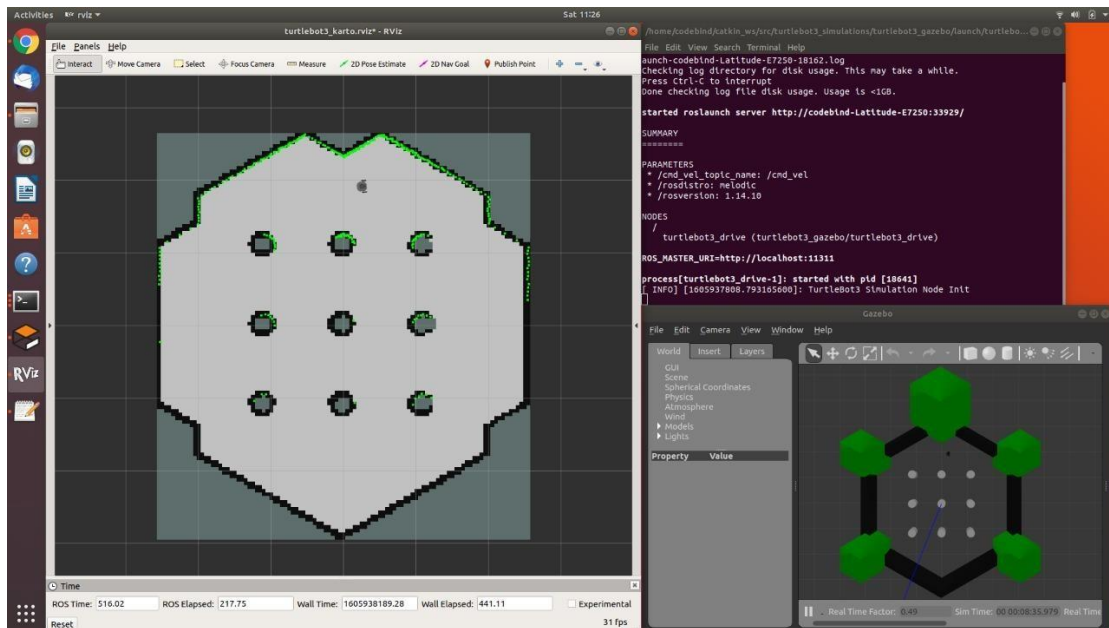 Activities
RViz rviz
Sat 11:26
turtlebot3_karto.rviz* - RViz
File Panels Help
Interact Move Camera Select Focus Camera Measure 2D Pose Estimate 2D Nav Goal Publish Point
RViz
Time
ROS Time: 516.02 ROS Elapsed: 217.75 Wall Time: 1605938189.28 Wall Elapsed: 441.11 Experimental
Reset 31 fps
/home/codebind/catkin_ws/src/turtlebot3_simulations/turtlebot3_gazebo/launch/turtlebo...
File Edit View Search Terminal Help
aunch-codebind-Latitude-E7250-18162.log
Checking log directory for disk usage. This may take a while.
Press Ctrl-C to interrupt
Done checking log file disk usage. Usage is <1GB.
started roslaunch server http://codebind-Latitude-E7250:33929/
SUMMARY
========
PARAMETERS
* /cmd_vel_topic_name: /cmd_vel
* /rosdistro: melodic
* /rosversion: 1.14.10
NODES
/
turtlebot3_drive (turtlebot3_gazebo/turtlebot3_drive)
ROS_MASTER_URI=http://localhost:11311
process[turtlebot3_drive-1]: started with pid [18641]
[ INFO] [1605937808.793165600]: TurtleBot3 Simulation Node Init
Gazebo
File Edit Camera View Window Help
World Insert Layers
GUI
Scene
Spherical Coordinates
Physics
Atmosphere
Wind
Models
Lights
Property Value
Real Time Factor: 0.49 Sim Time: 00 00:08:35.979 Real Time